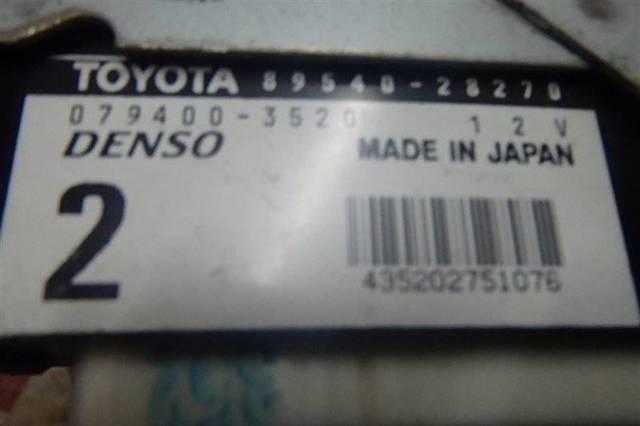 TOYOTA 89540-28270
079400-3520 12V
DENSO MADE IN JAPAN
2
435202751076